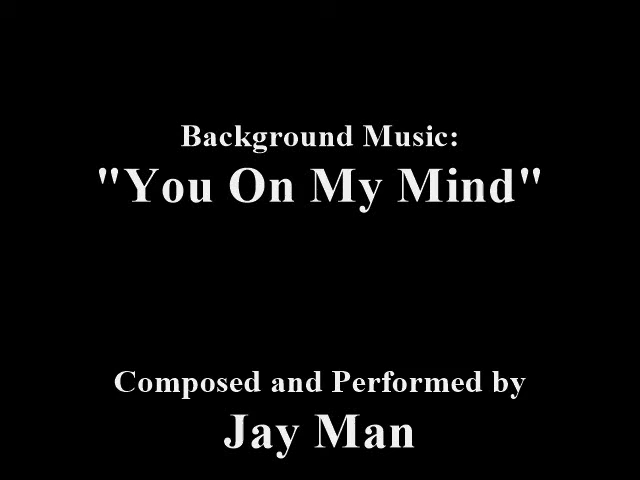 Background Music:
"You On My Mind"
Composed and Performed by
Jay Man